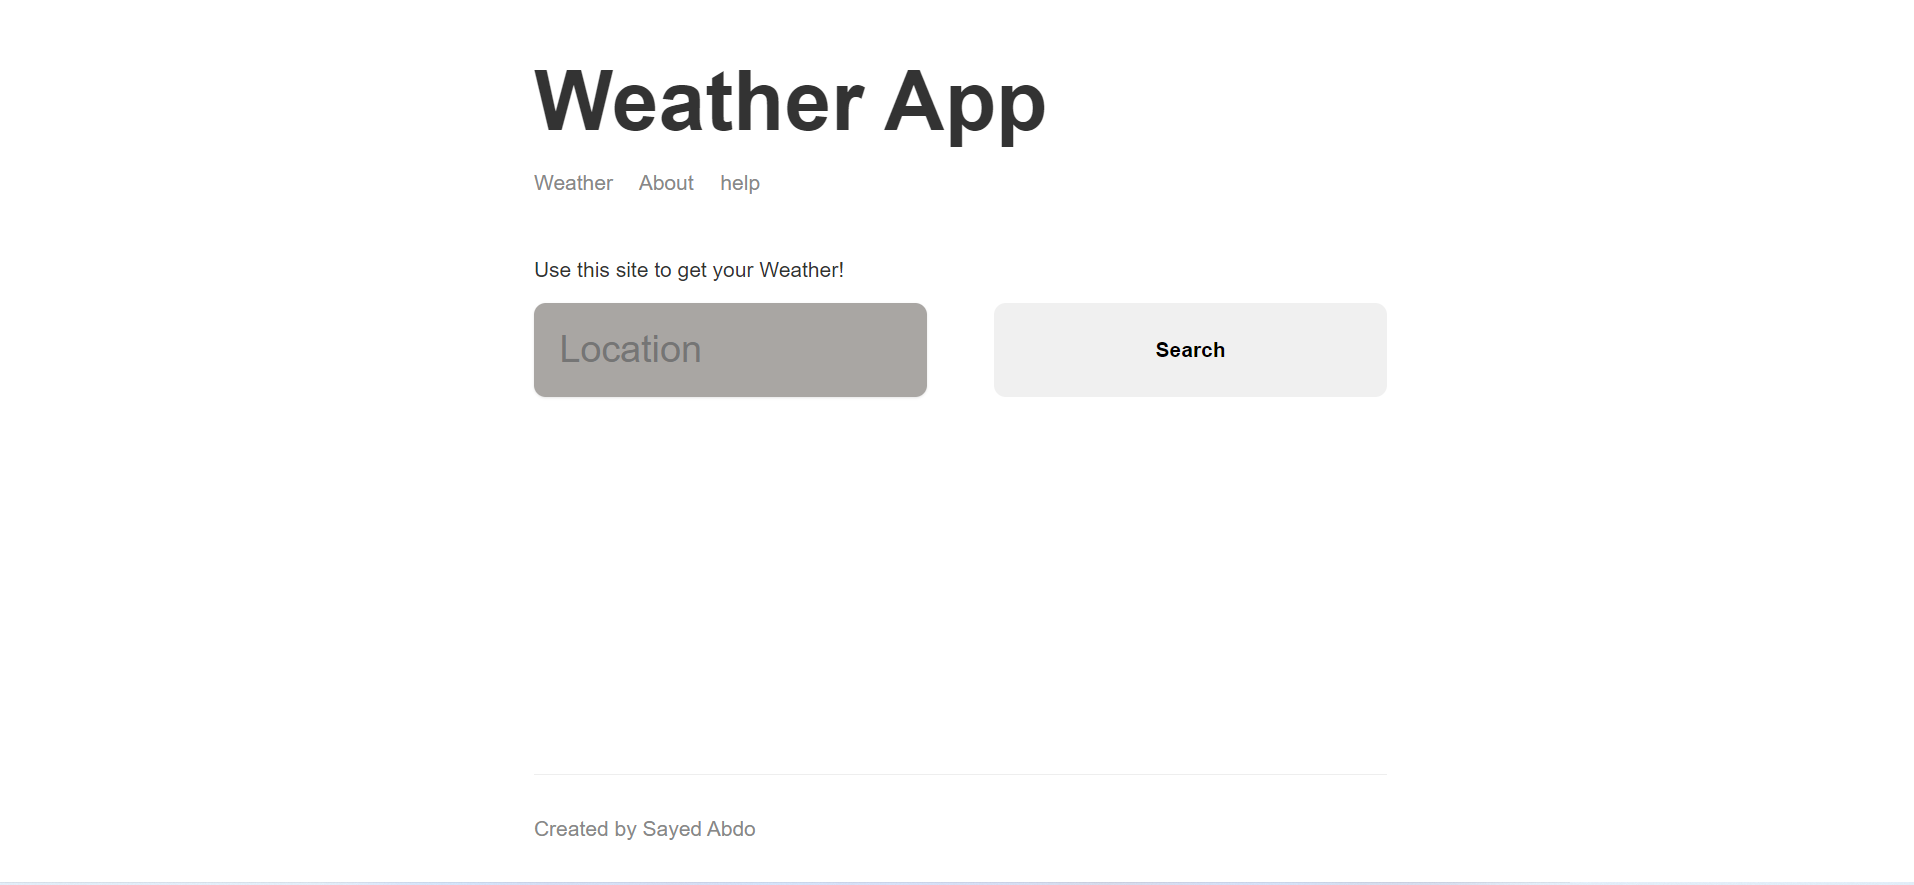 Weather App
Weather About help
Use this site to get your Weather!
Location Search
Created by Sayed Abdo